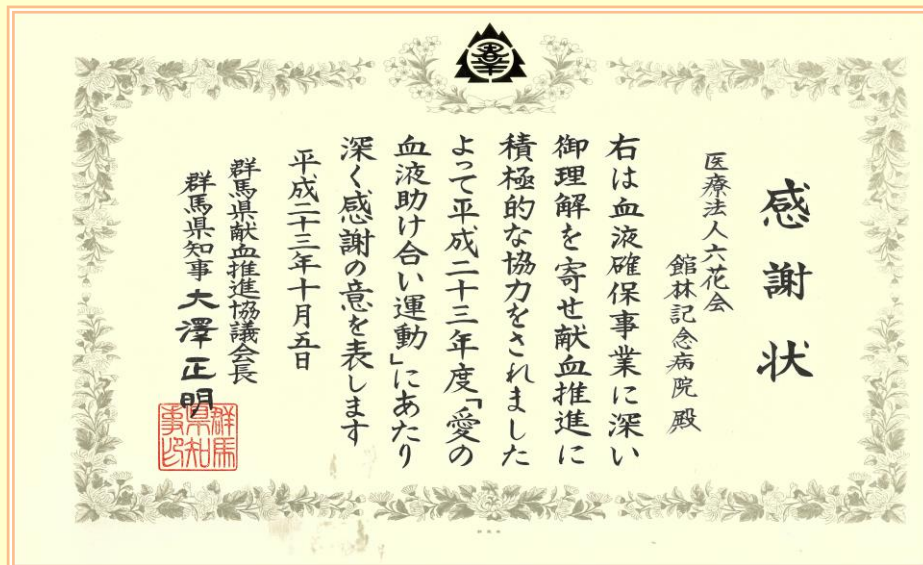 感謝状
医療法人六花会
館林記念病院 殿
右は血液確保事業に深い
御理解を寄せ献血推進に
積極的な協力をされました
よって平成二十三年度「愛の
血液助け合い運動」にあたり
深く感謝の意を表します
平成二十三年十月五日
群馬県献血推進協議会長
群馬県知事 大澤正明
群馬
県知
事印